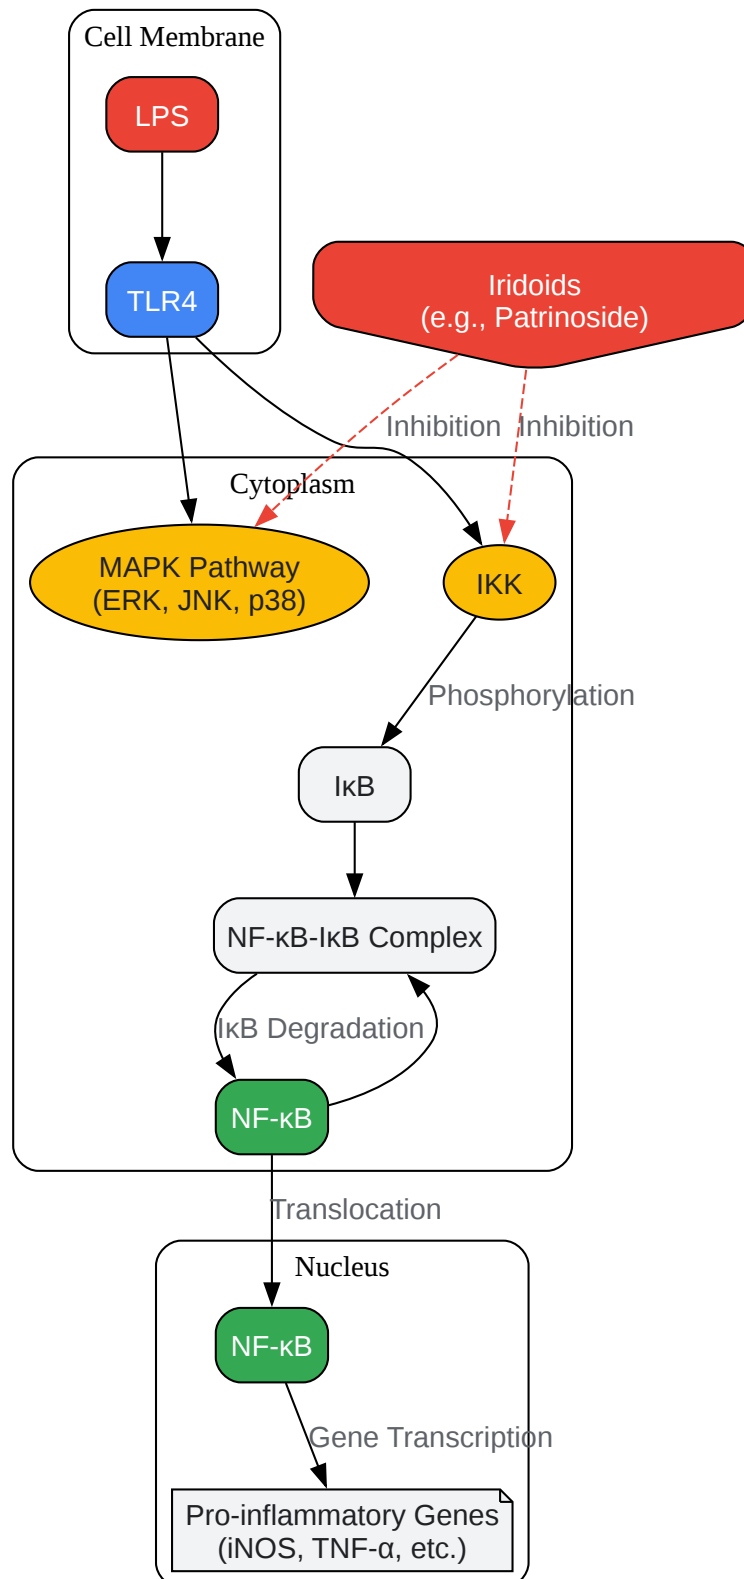 Cell Membrane
LPS
TLR4
Iridoids
(e.g., Patrinoside)
Inhibition
Inhibition
Cytoplasm
MAPK Pathway
(ERK, JNK, p38)
IKK
Phosphorylation
IκB
NF-κB-IκB Complex
IκB Degradation
NF-κB
Translocation
Nucleus
NF-κB
Gene Transcription
Pro-inflammatory Genes
(iNOS, TNF-α, etc.)